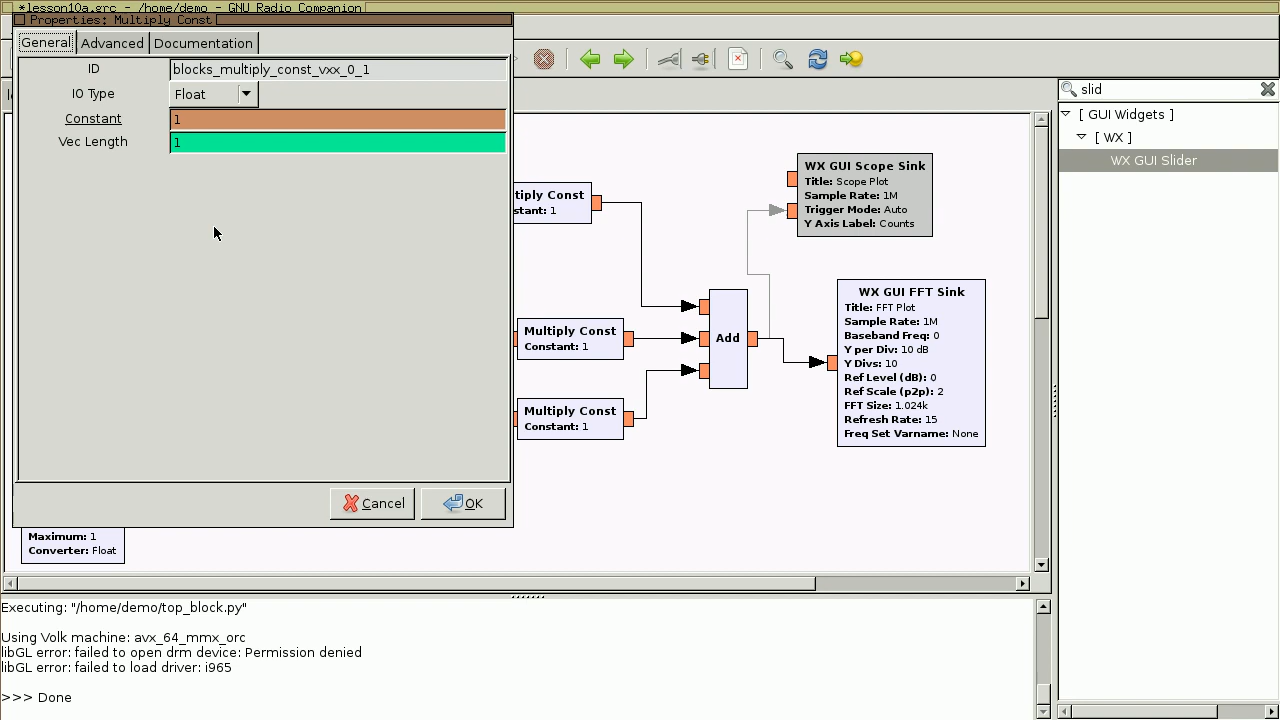 *lesson10a.grc - /home/demo - GNU Radio Companion
Properties: Multiply Const
General
Advanced
Documentation
ID
blocks_multiply_const_vxx_0_1
IO Type
Float
Constant
1
Vec Length
1
Cancel
OK
tiply Const
stant: 1
Multiply Const
Constant: 1
Multiply Const
Constant: 1
Add
WX GUI Scope Sink
Title: Scope Plot
Sample Rate: 1M
Trigger Mode: Auto
Y Axis Label: Counts
WX GUI FFT Sink
Title: FFT Plot
Sample Rate: 1M
Baseband Freq: 0
Y per Div: 10 dB
Y Divs: 10
Ref Level (dB): 0
Ref Scale (p2p): 2
FFT Size: 1.024k
Refresh Rate: 15
Freq Set Varname: None
Maximum: 1
Converter: Float
slid
[ GUI Widgets ]
[ WX ]
WX GUI Slider
Executing: "/home/demo/top_block.py"
Using Volk machine: avx_64_mmx_orc
libGL error: failed to open drm device: Permission denied
libGL error: failed to load driver: i965
>>> Done